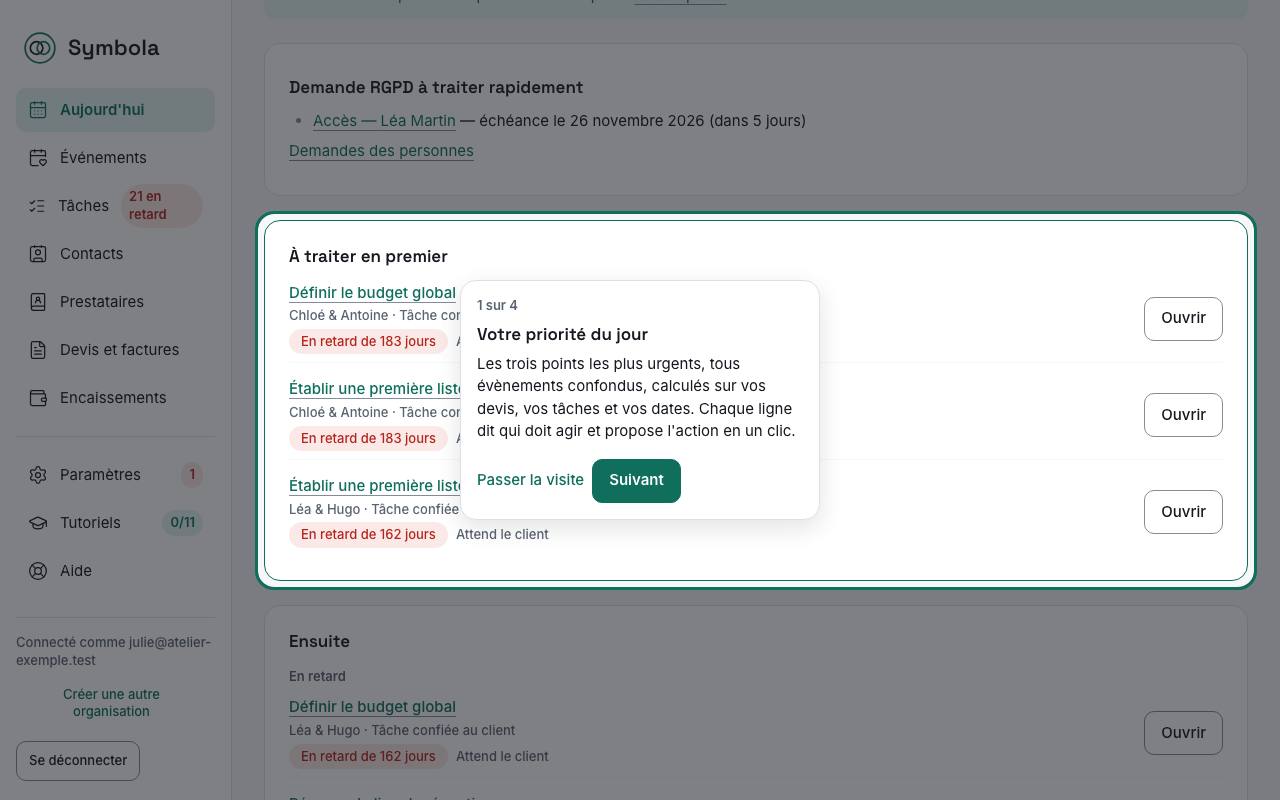 Symbola
Aujourd'hui
Événements
Tâches
21 en
retard
Contacts
Prestataires
Devis et factures
Encaissements
Paramètres
1
Tutoriels
0/11
Aide
Connecté comme julie@atelier-
exemple.test
Créer une autre
organisation
Se déconnecter
Demande RGPD à traiter rapidement
Accès — Léa Martin — échéance le 26 novembre 2026 (dans 5 jours)
Demandes des personnes
À traiter en premier
Définir le budget global
Chloé & Antoine · Tâche
En retard de 183 jours
Ouvrir
Établir une première
Chloé & Antoine · Tâche
En retard de 183 jours
Ouvrir
Établir une première
Léa & Hugo · Tâche confiée
En retard de 162 jours Attend le client
Ouvrir
1 sur 4
Votre priorité du jour
Les trois points les plus urgents, tous
évènements confondus, calculés sur vos
devis, vos tâches et vos dates. Chaque ligne
dit qui doit agir et propose l'action en un clic.
Passer la visite
Suivant
Ensuite
En retard
Définir le budget global
Léa & Hugo · Tâche confiée au client
En retard de 162 jours Attend le client
Ouvrir